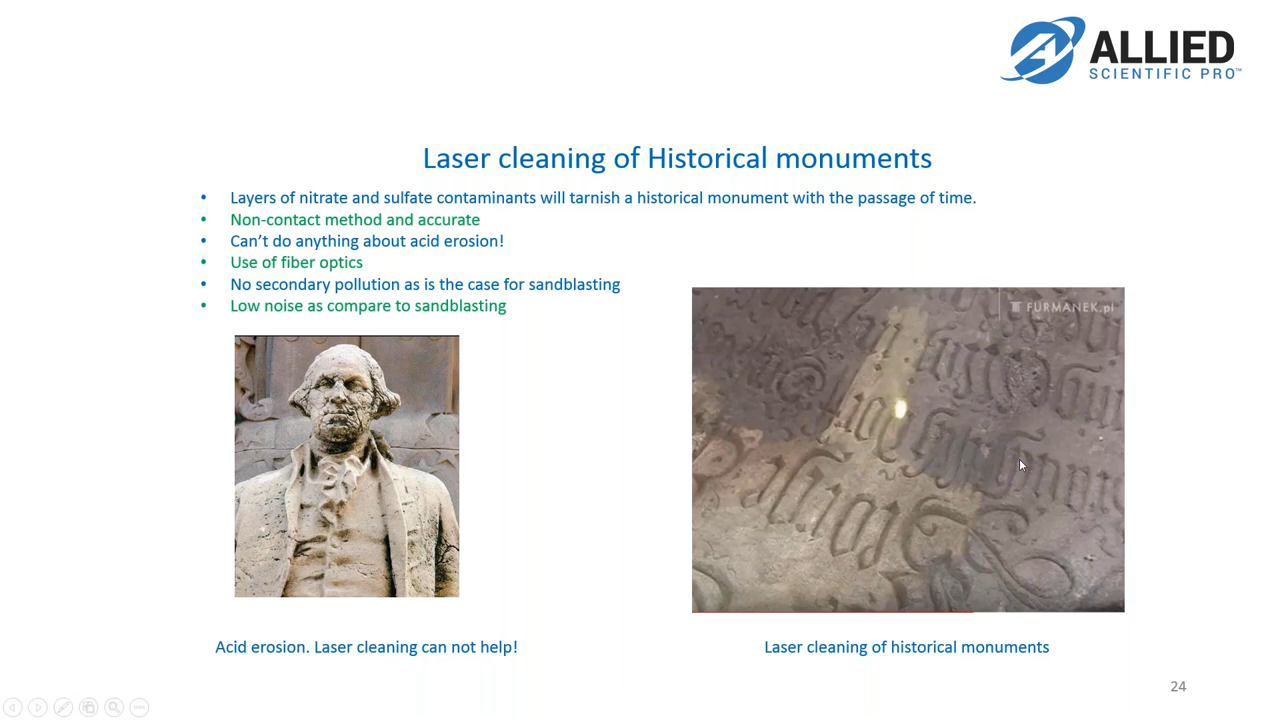 ALLIED
SCIENTIFIC PRO™
Laser cleaning of Historical monuments
• Layers of nitrate and sulfate contaminants will tarnish a historical monument with the passage of time.
• Non-contact method and accurate
• Can't do anything about acid erosion!
• Use of fiber optics
• No secondary pollution as is the case for sandblasting
• Low noise as compare to sandblasting
FURMANEK.pl
Acid erosion. Laser cleaning can not help!
Laser cleaning of historical monuments
24